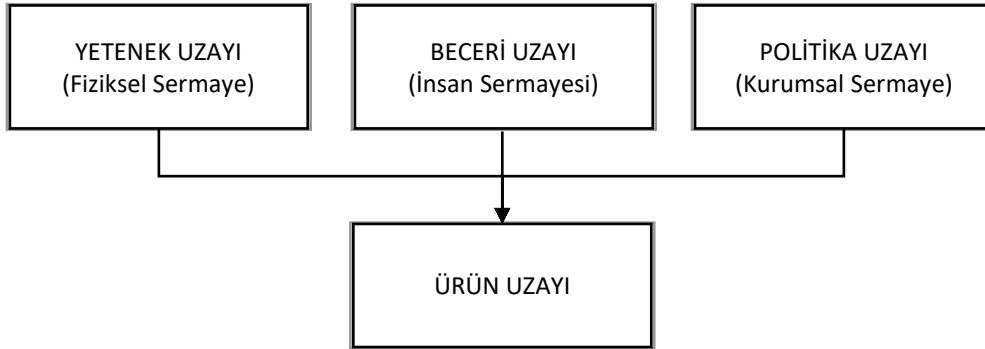 YETENEK UZAYI
(Fiziksel Sermaye)
BECERİ UZAYI
(İnsan Sermayesi)
POLİTİKA UZAYI
(Kurumsal Sermaye)
ÜRÜN UZAYI